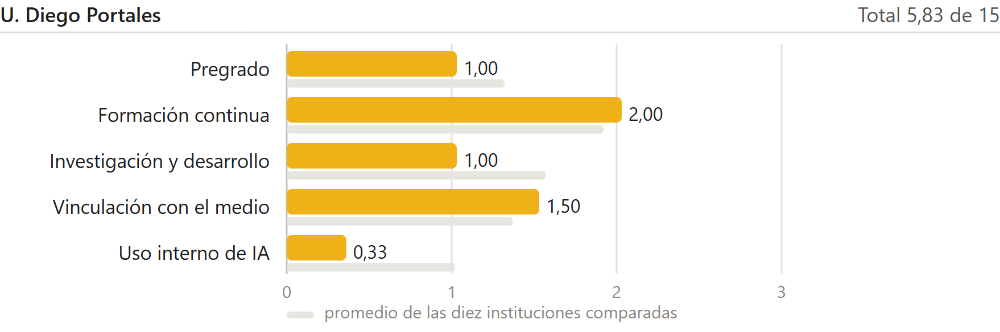 U. Diego Portales
Total 5,83 de 15
Pregrado 1,00
Formación continua 2,00
Investigación y desarrollo 1,00
Vinculación con el medio 1,50
Uso interno de IA 0,33
0 1 2 3
promedio de las diez instituciones comparadas